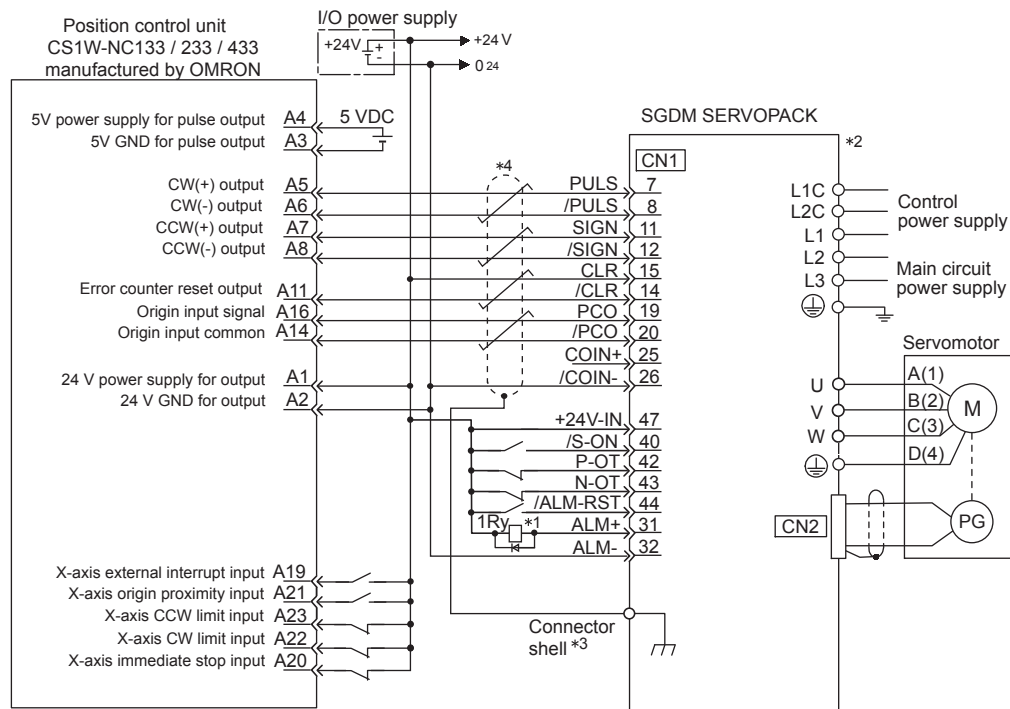 Position control unit
CS1W-NC133 / 233 / 433
manufactured by OMRON
I/O power supply
+24V
+
-
+24 V
0 24
5V power supply for pulse output A4
5 VDC
5V GND for pulse output A3
CW(+) output A5
CW(-) output A6
CCW(+) output A7
CCW(-) output A8
Error counter reset output A11
Origin input signal A16
Origin input common A14
24 V power supply for output A1
24 V GND for output A2
X-axis external interrupt input A19
X-axis origin proximity input A21
X-axis CCW limit input A23
X-axis CW limit input A22
X-axis immediate stop input A20
*4
SGDM SERVOPACK
*2
CN1
PULS 7
/PULS 8
SIGN 11
/SIGN 12
CLR 15
/CLR 14
PCO 19
/PCO 20
COIN+ 25
/COIN- 26
+24V-IN 47
/S-ON 40
P-OT 42
N-OT 43
/ALM-RST 44
1Ry *1 ALM+ 31
ALM- 32
Connector
shell *3
L1C
L2C
L1
L2
L3
Control
power supply
Main circuit
power supply
Servomotor
U A(1)
V B(2)
W C(3)
D(4)
M
CN2
PG